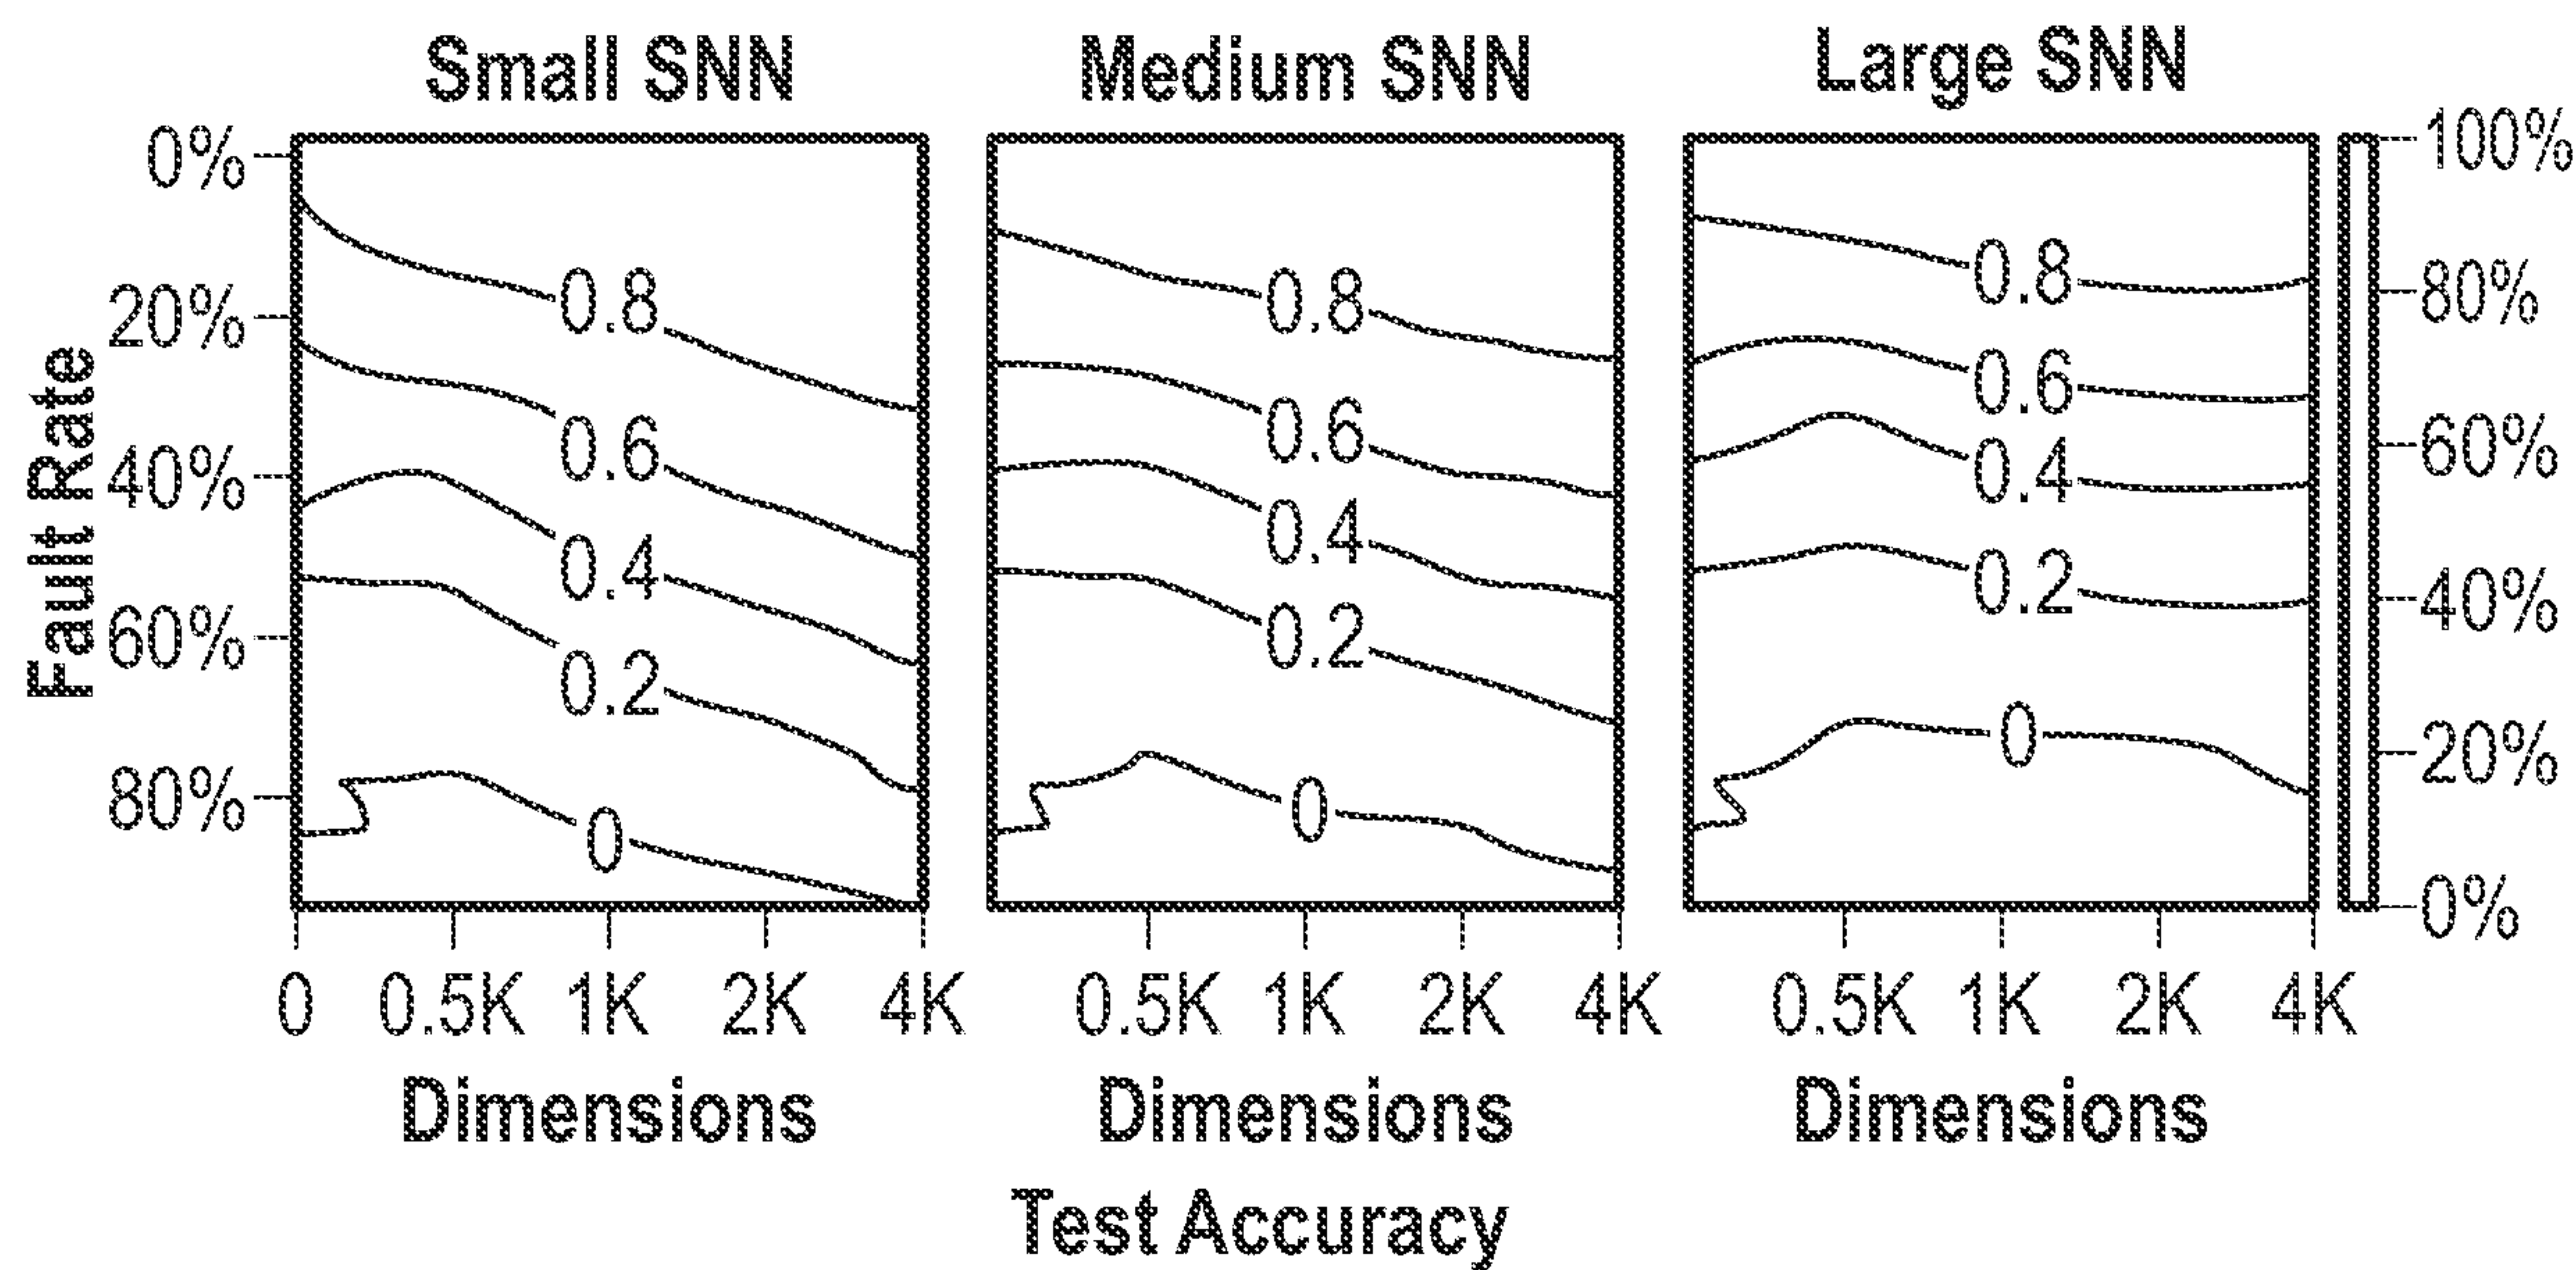 Small SNN Medium SNN Large SNN
0% 100%
0.8 0.8 0.8 80%
20%
0.6 0.6 0.6 60%
Fault Rate
40% 0.4 0.4 0.4
0.2 0.2 0.2 40%
60%
80% 0 0 0 20%
0%
0 0.5K 1K 2K 4K 0.5K 1K 2K 4K 0.5K 1K 2K 4K
Dimensions Dimensions Dimensions
Test Accuracy